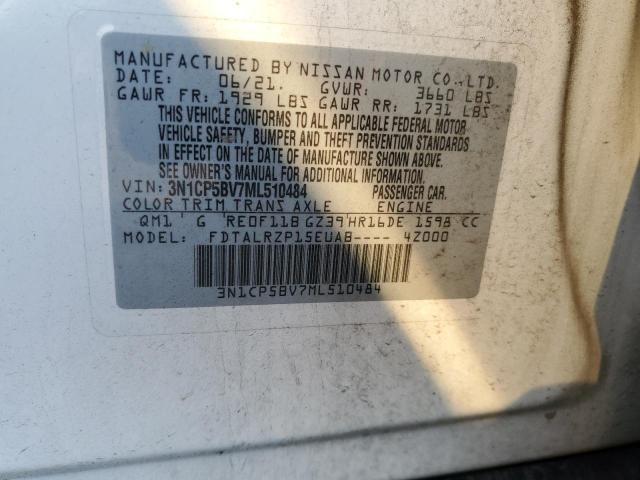 MANUFACTURED BY NISSAN MOTOR CO., LTD.
DATE: 06/21. GVWR: 3660 LBS
GAWR FR: 1929 LBS GAWR RR: 1731 LBS
THIS VEHICLE CONFORMS TO ALL APPLICABLE FEDERAL MOTOR
VEHICLE SAFETY, BUMPER AND THEFT PREVENTION STANDARDS
IN EFFECT ON THE DATE OF MANUFACTURE SHOWN ABOVE.
SEE OWNER'S MANUAL FOR ADDITIONAL INFORMATION.
VIN: 3N1CP5BV7ML510484 PASSENGER CAR.
COLOR TRIM TRANS AXLE ENGINE
QM1 G RE0F11B GZ39 HR16DE 1598 CC
MODEL: FDTALRZP15EUAB---- 4Z000
3N1CP5BV7ML510484